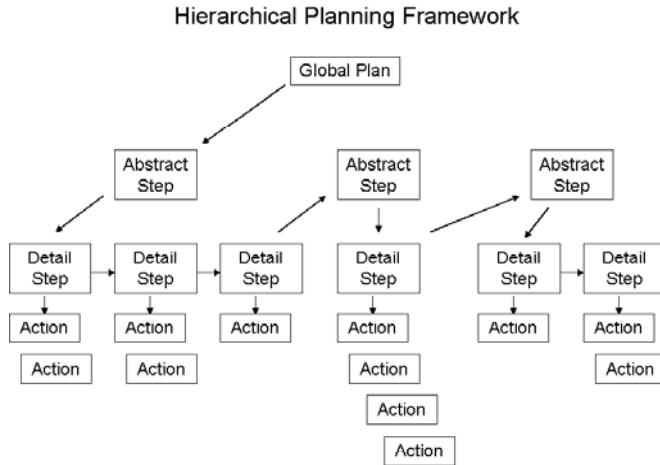 Hierarchical Planning Framework
Global Plan
Abstract
Step
Abstract
Step
Abstract
Step
Detail
Step
Detail
Step
Detail
Step
Detail
Step
Detail
Step
Detail
Step
Action
Action
Action
Action
Action
Action
Action
Action
Action
Action
Action
Action